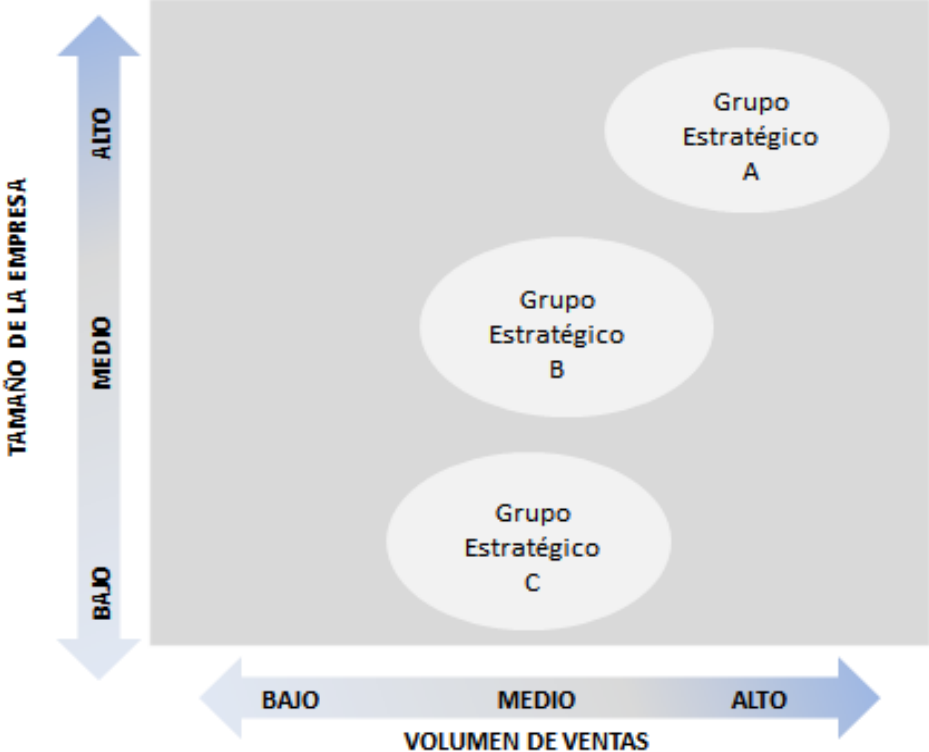 TAMAÑO DE LA EMPRESA
ALTO
MEDIO
BAJO
Grupo
Estratégico
A
Grupo
Estratégico
B
Grupo
Estratégico
C
BAJO
MEDIO
ALTO
VOLUMEN DE VENTAS